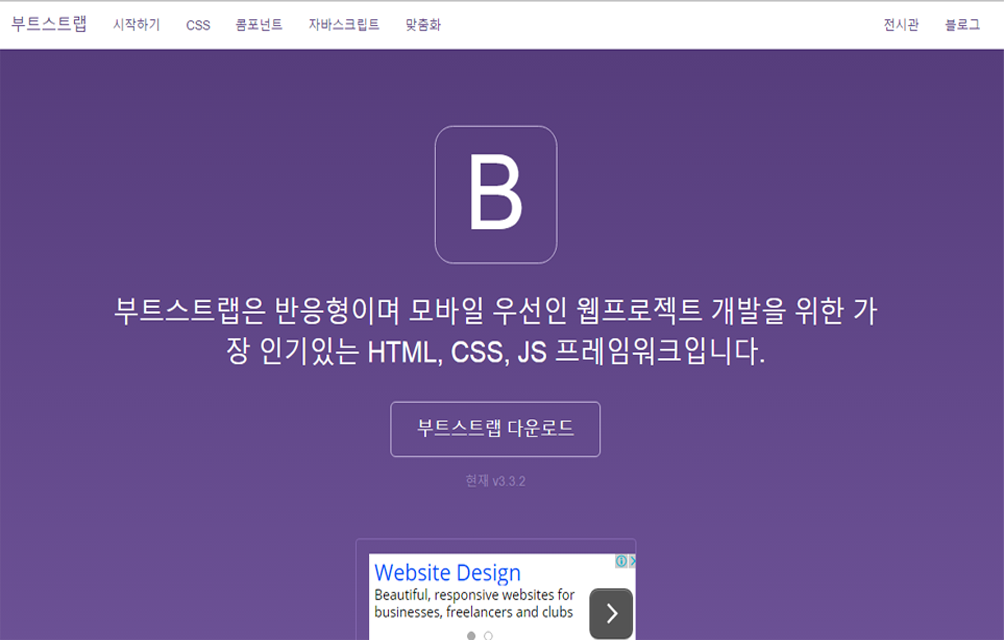 부트스트랩 시작하기 CSS 콤포넌트 자바스크립트 맞춤화 전시관 블로그
B
부트스트랩은 반응형이며 모바일 우선인 웹프로젝트 개발을 위한 가
장 인기있는 HTML, CSS, JS 프레임워크입니다.
부트스트랩 다운로드
현재 v3.3.2
Website Design
Beautiful, responsive websites for
businesses, freelancers and clubs